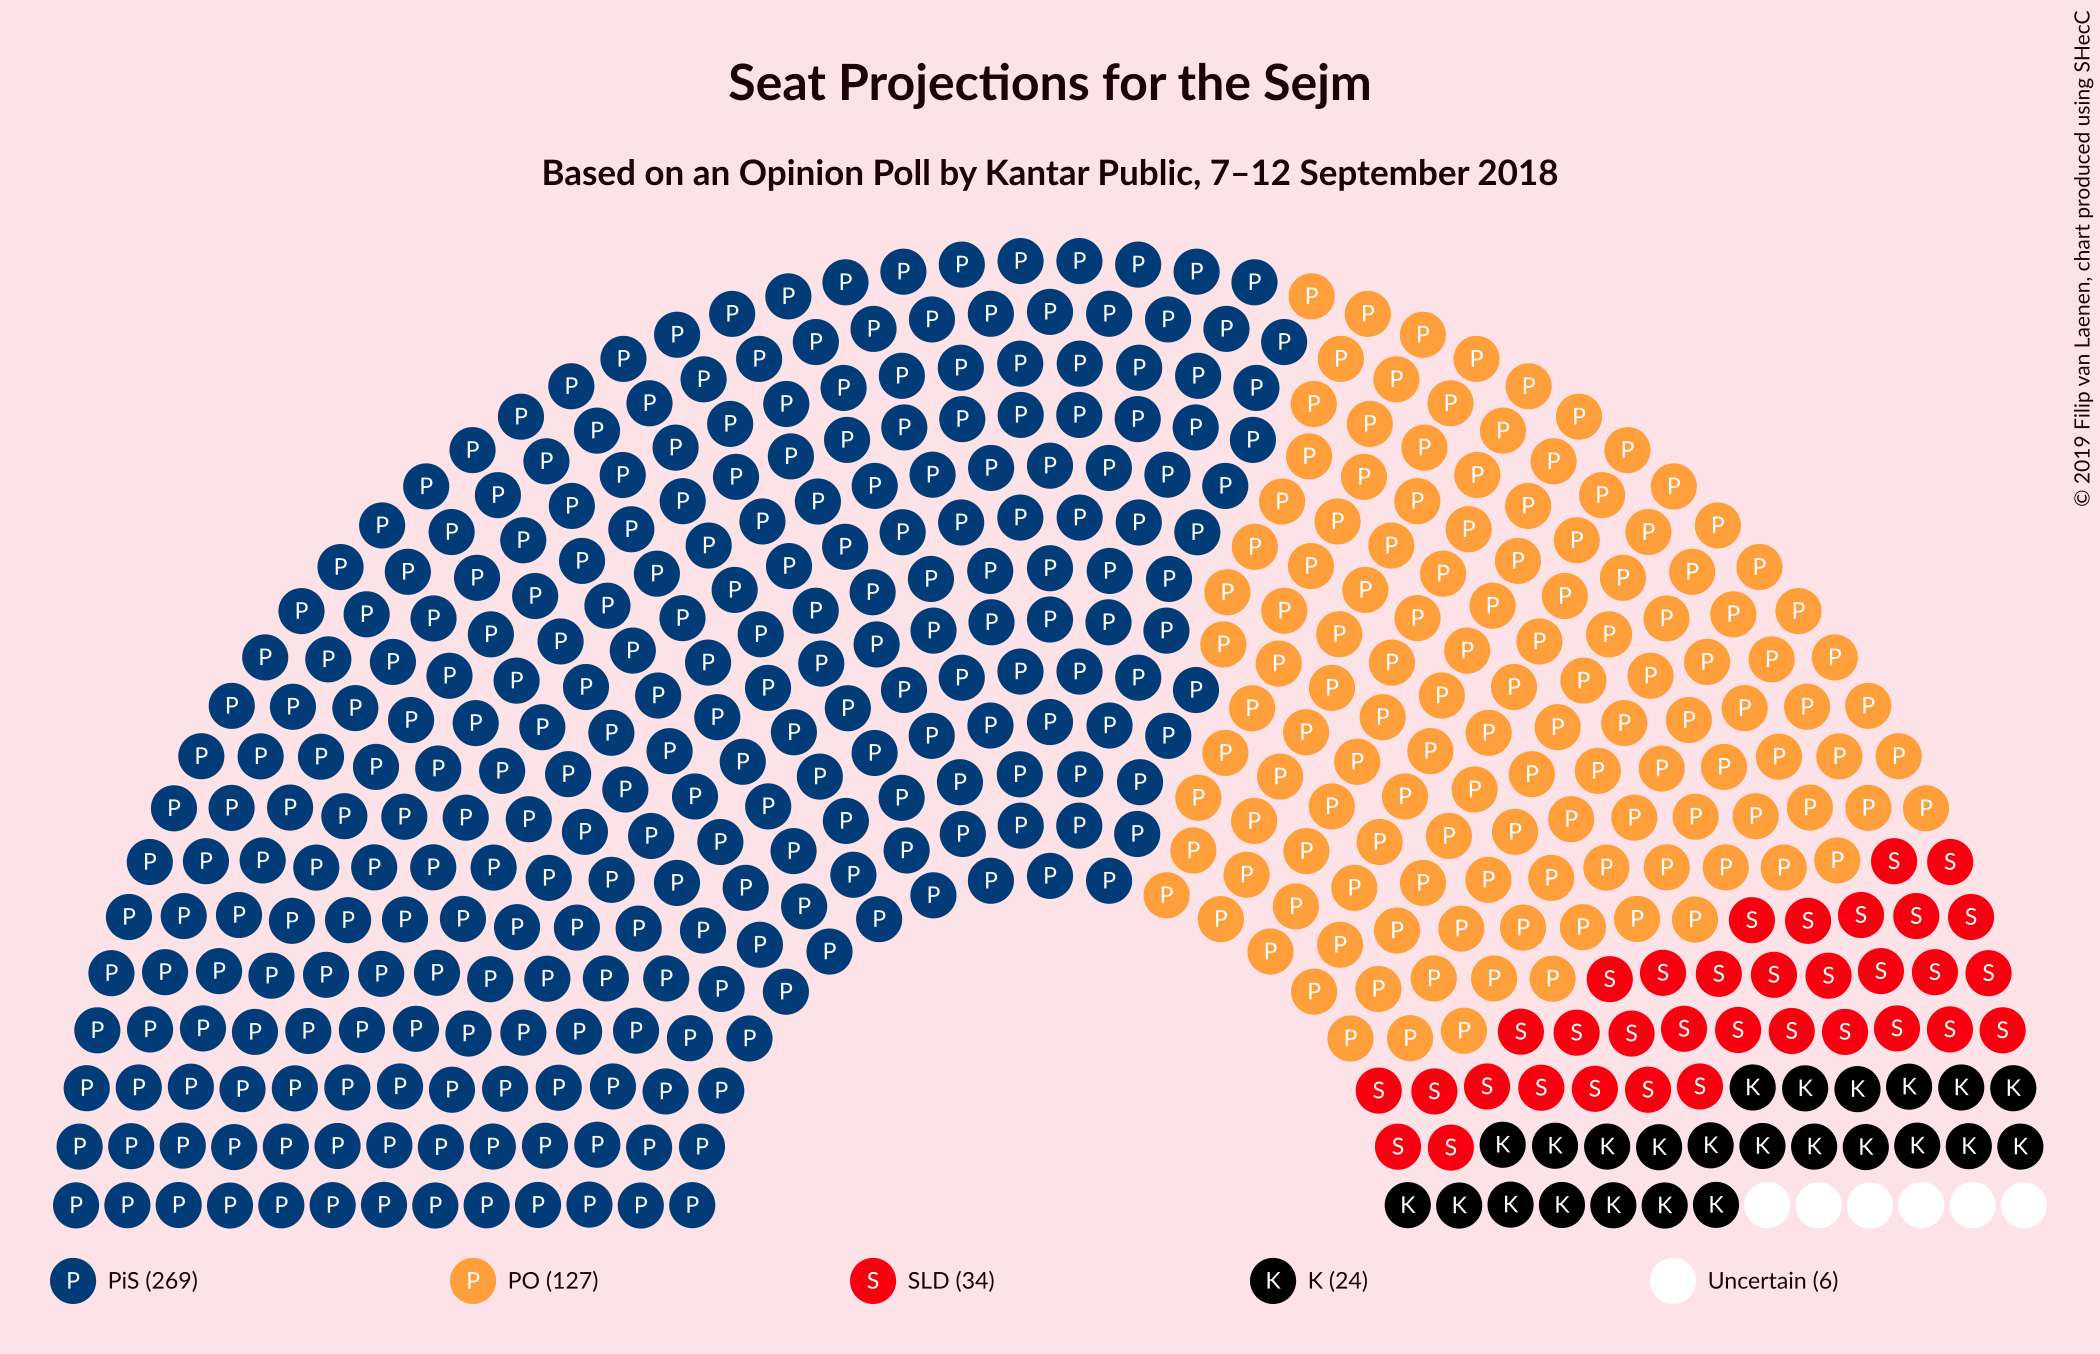 Seat Projections for the Sejm
Based on an Opinion Poll by Kantar Public, 7–12 September 2018
© 2019 Filip van Laenen, chart produced using SHecC
P PiS (269)
P PO (127)
S SLD (34)
K K (24)
Uncertain (6)